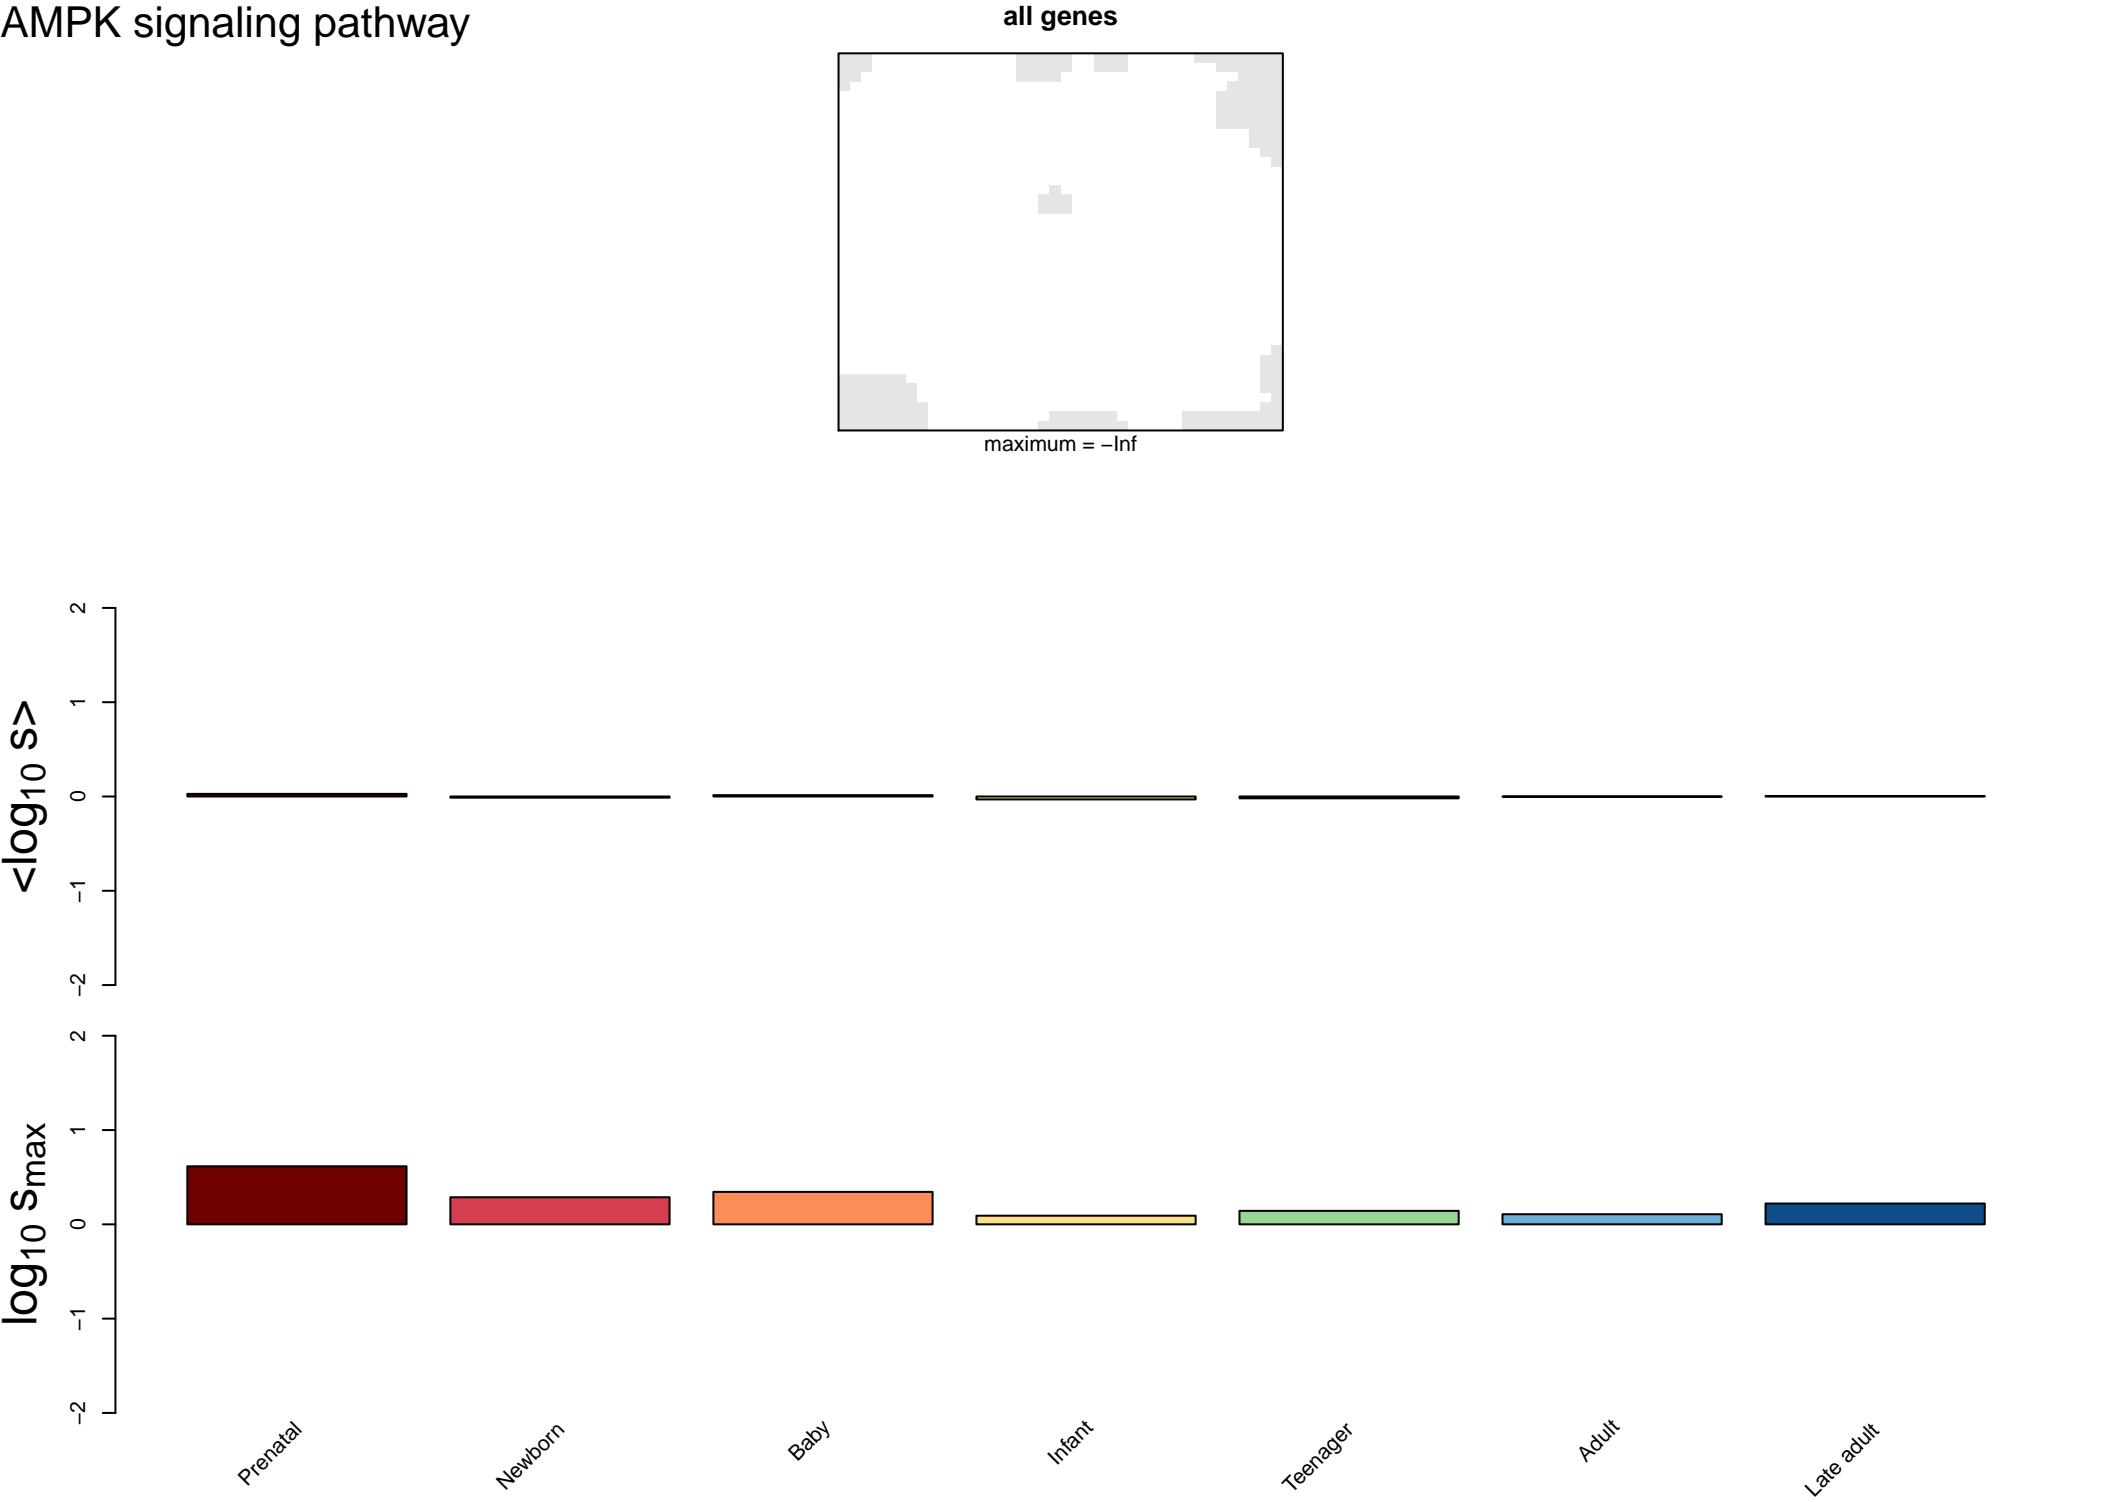 AMPK signaling pathway
all genes
maximum = −Inf
<log10 s>
2
1
0
−1
−2
log10 smax
2
1
0
−1
−2
Prenatal
Newborn
Baby
Infant
Teenager
Adult
Late adult